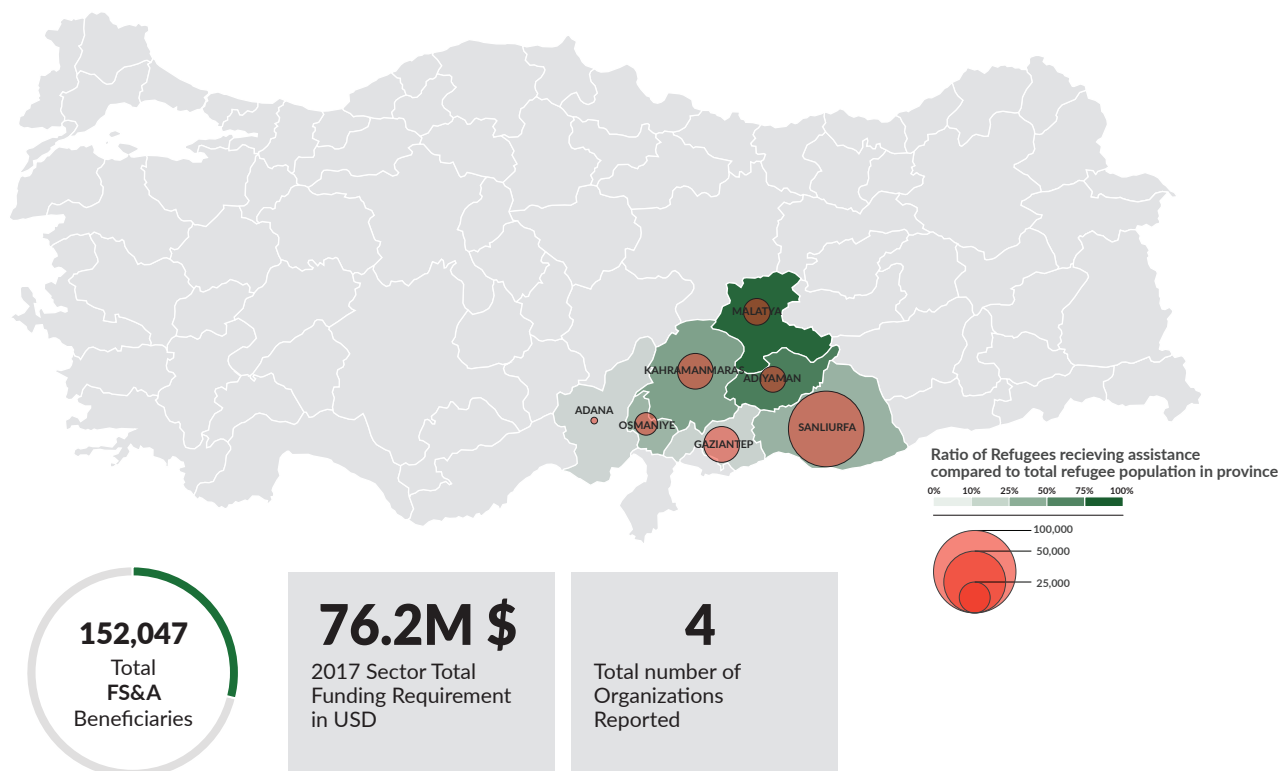 MALATYA
KAHRAMANMARAS
ADIYAMAN
ADANA
OSMANIYE
SANLIURFA
GAZIANTEP
Ratio of Refugees recieving assistance
compared to total refugee population in province
0% 10% 25% 50% 75% 100%
100,000
50,000
25,000
152,047
Total
FS&A
Beneficiaries
76.2M $
2017 Sector Total
Funding Requirement
in USD
4
Total number of
Organizations
Reported